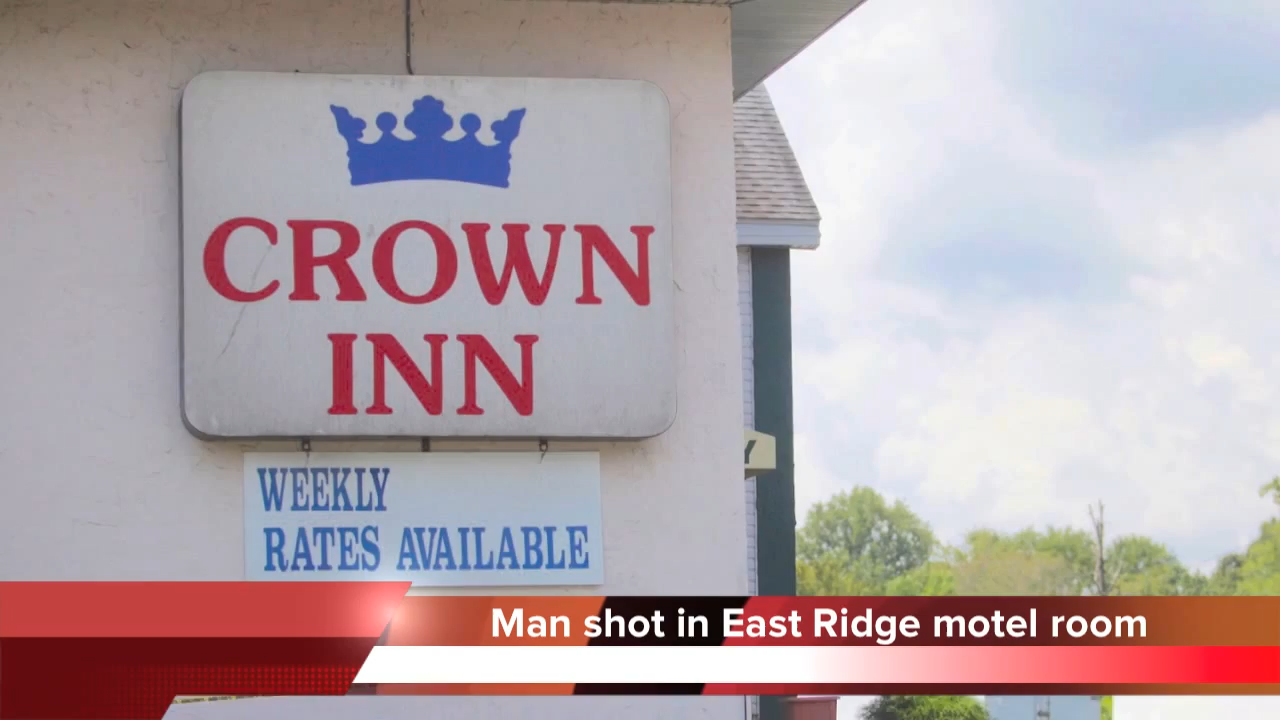 CROWN
INN
WEEKLY
RATES AVAILABLE
Y
Man shot in East Ridge motel room